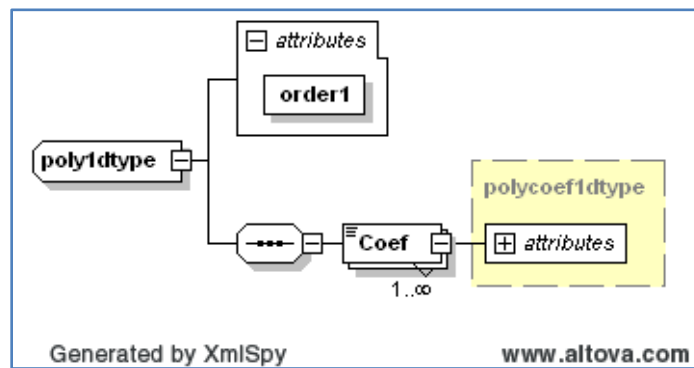 attributes
order1
poly1dtype
polycoef1dtype
Coef
attributes
1..∞
Generated by XmlSpy
www.altova.com